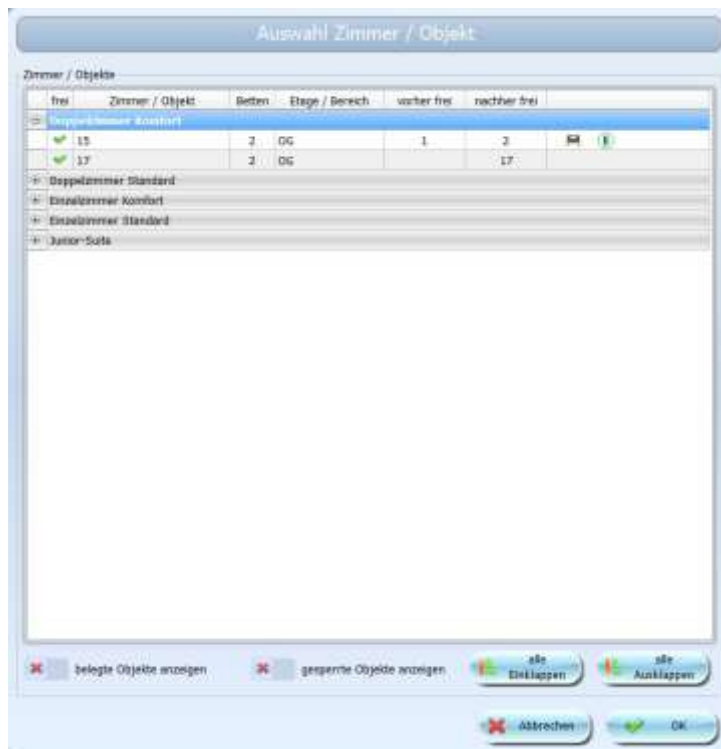 Auswahl Zimmer / Objekt
Zimmer / Objekte
frei Zimmer / Objekt Betten Etage / Bereich vorher frei nachher frei
Doppelzimmer Komfort
15 2 OG 1 2
17 2 OG 17
Doppelzimmer Standard
Einzelzimmer Komfort
Einzelzimmer Standard
Junior-Suite
belegte Objekte anzeigen gesperrte Objekte anzeigen alle Einklappen alle Ausklappen
Abbrechen OK